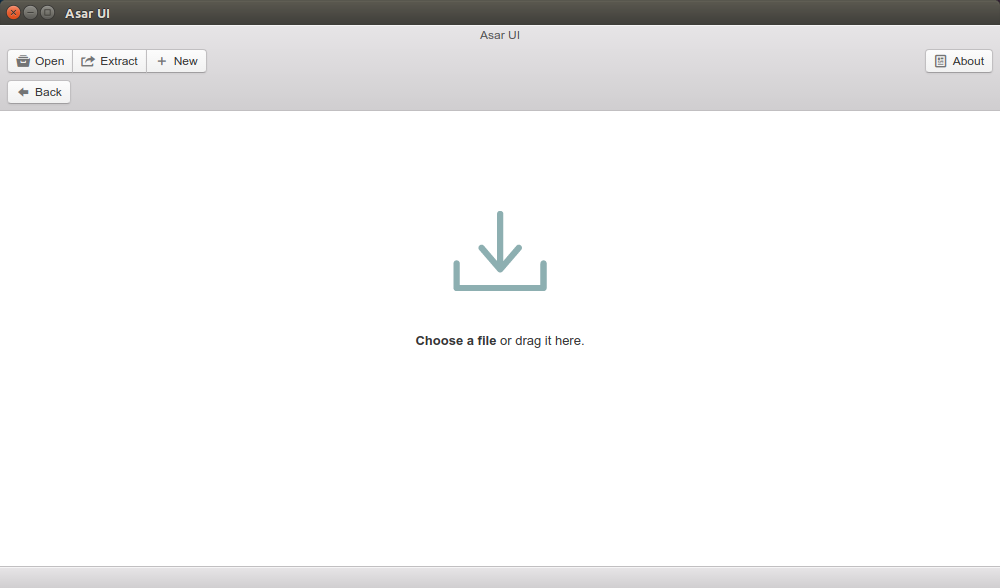 Asar UI
Asar UI
Open Extract New About
Back
Choose a file or drag it here.